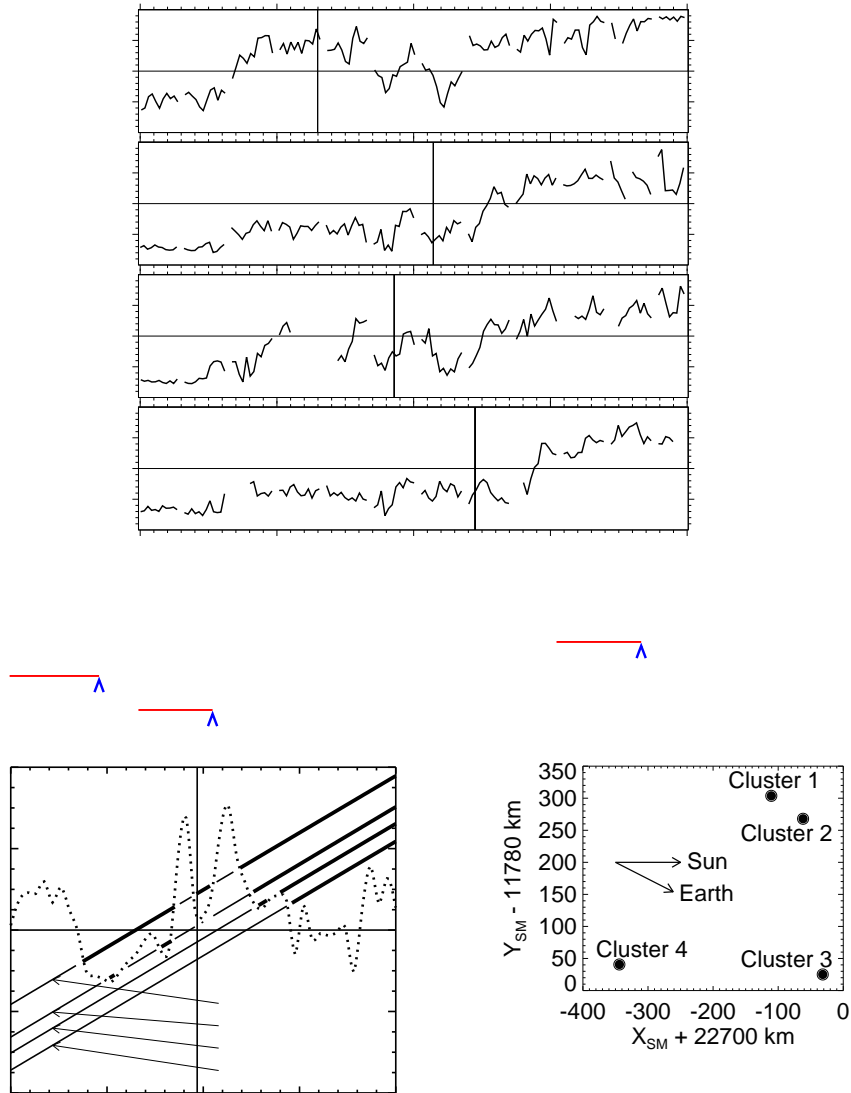 350
300
250
200
150
100
50
0
Y_SM - 11780 km
Cluster 1
Cluster 2
Sun
Earth
Cluster 4
Cluster 3
-400 -300 -200 -100 0
X_SM + 22700 km